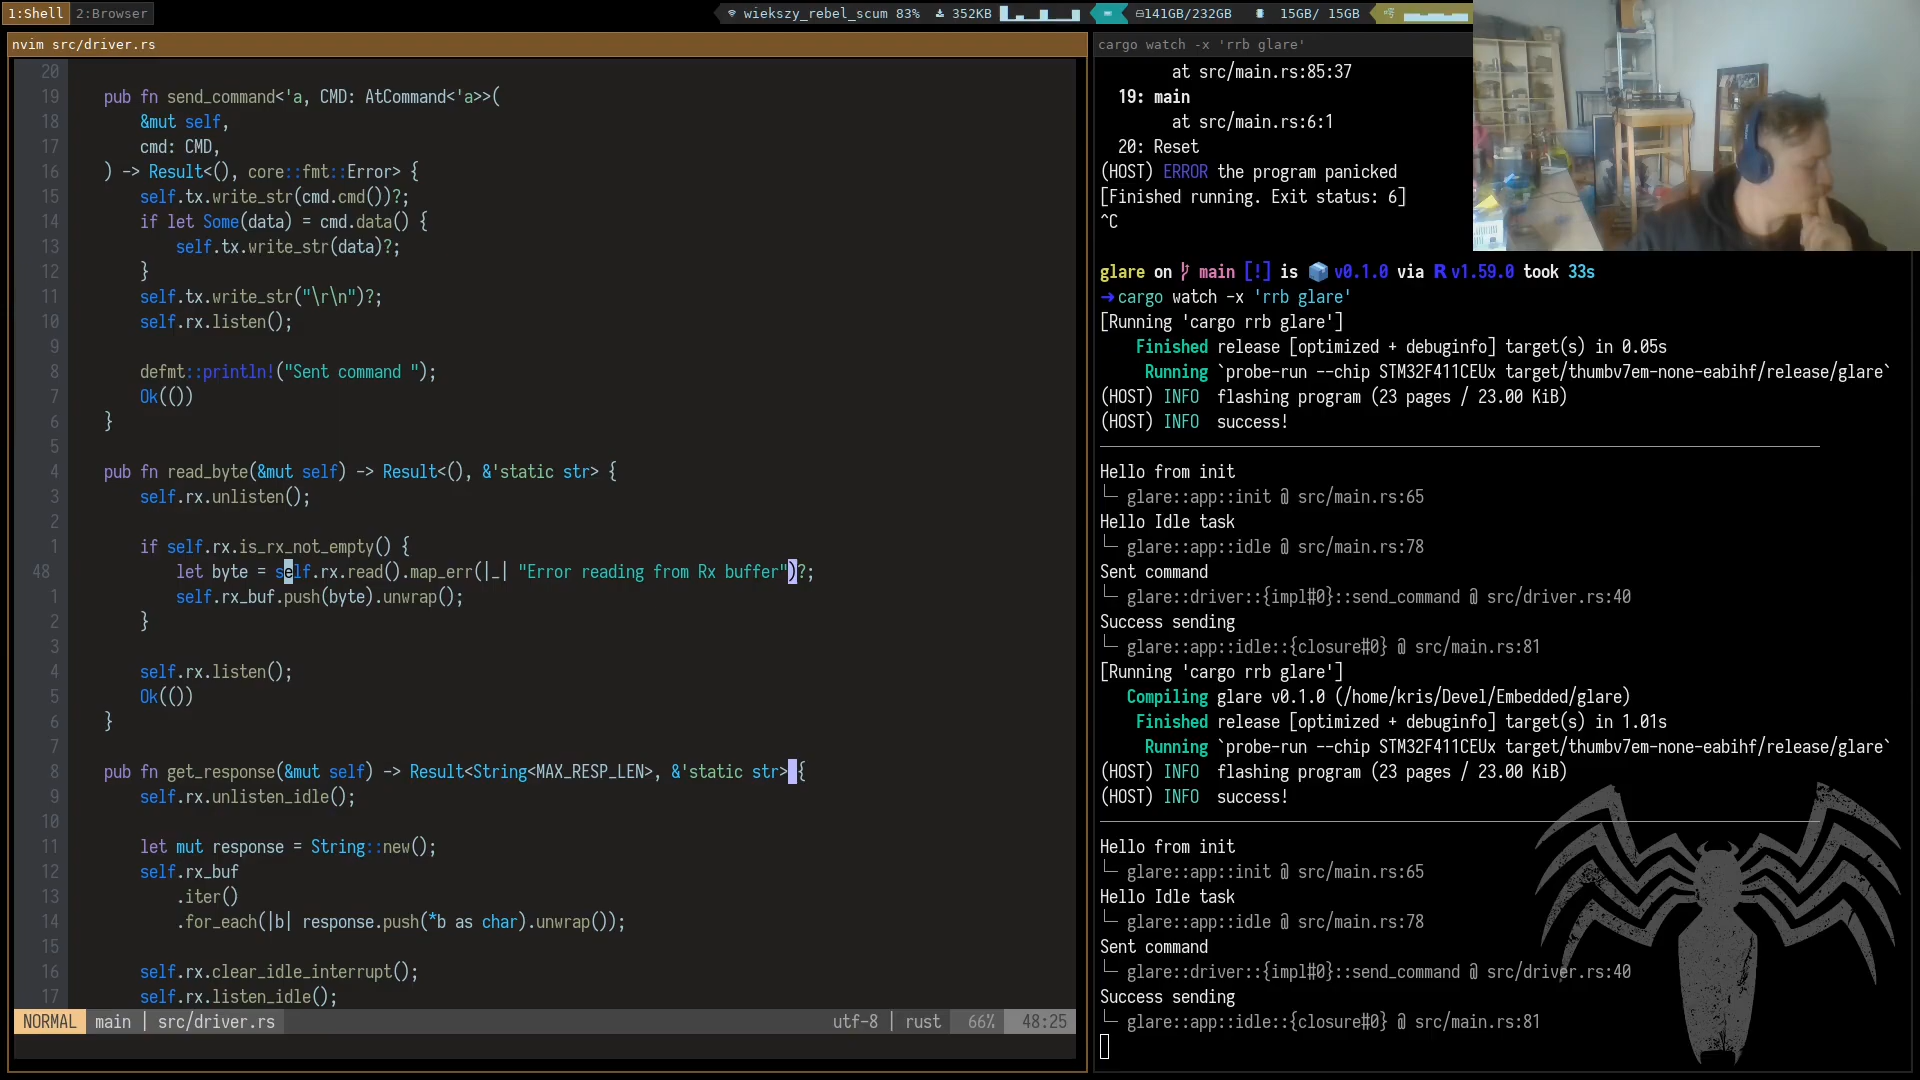 1:Shell 2:Browser
wiekszy_rebel_scum 83% 352KB 141GB/232GB 15GB/ 15GB
nvim src/driver.rs
20
19 pub fn send_command<'a, CMD: AtCommand<'a>>(
18 &mut self,
17 cmd: CMD,
16 ) -> Result<(), core::fmt::Error> {
15 self.tx.write_str(cmd.cmd())?;
14 if let Some(data) = cmd.data() {
13 self.tx.write_str(data)?;
12 }
11 self.tx.write_str("\r\n")?;
10 self.rx.listen();
9
8 defmt::println!("Sent command ");
7 Ok(())
6 }
5
4 pub fn read_byte(&mut self) -> Result<(), &'static str> {
3 self.rx.unlisten();
2
1 if self.rx.is_rx_not_empty() {
48 let byte = self.rx.read().map_err(|_| "Error reading from Rx buffer")?;
1 self.rx_buf.push(byte).unwrap();
2 }
3
4 self.rx.listen();
5 Ok(())
6 }
7
8 pub fn get_response(&mut self) -> Result<String<MAX_RESP_LEN>, &'static str> {
9 self.rx.unlisten_idle();
10
11 let mut response = String::new();
12 self.rx_buf
13 .iter()
14 .for_each(|b| response.push(*b as char).unwrap());
15
16 self.rx.clear_idle_interrupt();
17 self.rx.listen_idle();
NORMAL main | src/driver.rs utf-8 | rust 66% 48:25
cargo watch -x 'rrb glare'
at src/main.rs:85:37
19: main
at src/main.rs:6:1
20: Reset
(HOST) ERROR the program panicked
[Finished running. Exit status: 6]
^C
glare on main [!] is v0.1.0 via R v1.59.0 took 33s
➜ cargo watch -x 'rrb glare'
[Running 'cargo rrb glare']
Finished release [optimized + debuginfo] target(s) in 0.05s
Running `probe-run --chip STM32F411CEUx target/thumbv7em-none-eabihf/release/glare`
(HOST) INFO flashing program (23 pages / 23.00 KiB)
(HOST) INFO success!
Hello from init
└─ glare::app::init @ src/main.rs:65
Hello Idle task
└─ glare::app::idle @ src/main.rs:78
Sent command
└─ glare::driver::{impl#0}::send_command @ src/driver.rs:40
Success sending
└─ glare::app::idle::{closure#0} @ src/main.rs:81
[Running 'cargo rrb glare']
Compiling glare v0.1.0 (/home/kris/Devel/Embedded/glare)
Finished release [optimized + debuginfo] target(s) in 1.01s
Running `probe-run --chip STM32F411CEUx target/thumbv7em-none-eabihf/release/glare`
(HOST) INFO flashing program (23 pages / 23.00 KiB)
(HOST) INFO success!
Hello from init
└─ glare::app::init @ src/main.rs:65
Hello Idle task
└─ glare::app::idle @ src/main.rs:78
Sent command
└─ glare::driver::{impl#0}::send_command @ src/driver.rs:40
Success sending
└─ glare::app::idle::{closure#0} @ src/main.rs:81